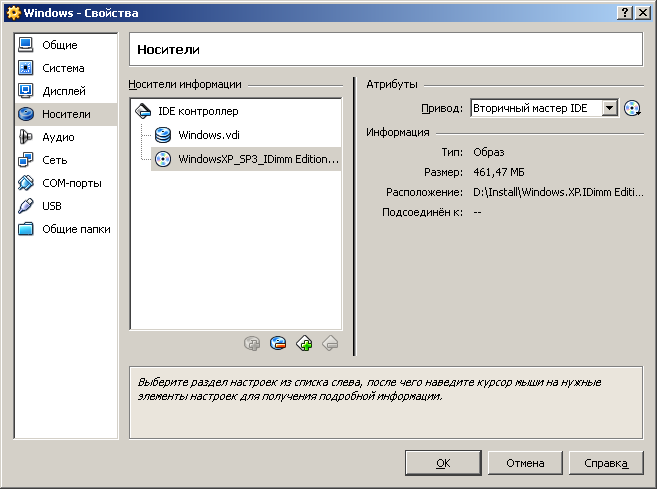 Windows - Свойства
Общие
Система
Дисплей
Носители
Аудио
Сеть
COM-порты
USB
Общие папки
Носители
Носители информации
IDE контроллер
Windows.vdi
WindowsXP_SP3_IDimm Edition...
Атрибуты
Привод: Вторичный мастер IDE
Информация
Тип: Образ
Размер: 461,47 МБ
Расположение: D:\Install\Windows.XP.IDimm Editi...
Подсоединён к: --
Выберите раздел настроек из списка слева, после чего наведите курсор мыши на нужные
элементы настроек для получения подробной информации.
OK Отмена Справка